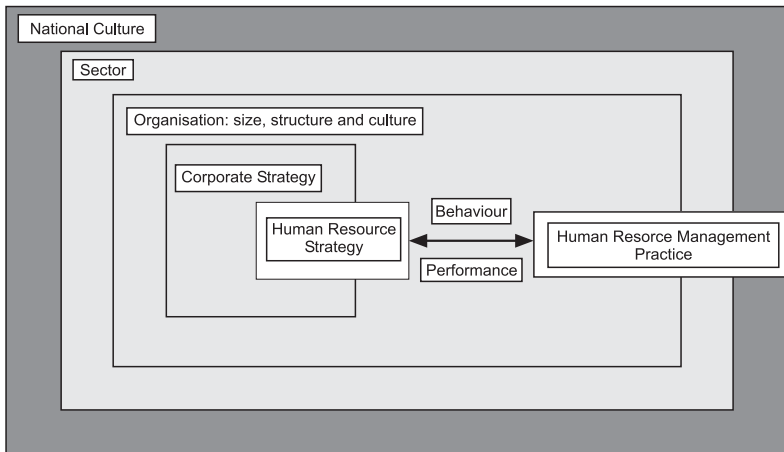 National Culture
Sector
Organisation: size, structure and culture
Corporate Strategy
Human Resource
Strategy
Behaviour
Performance
Human Resorce Management
Practice